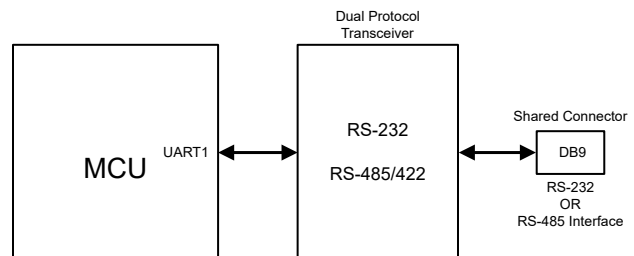 Dual Protocol
Transceiver
MCU
UART1
RS-232
RS-485/422
Shared Connector
DB9
RS-232
OR
RS-485 Interface